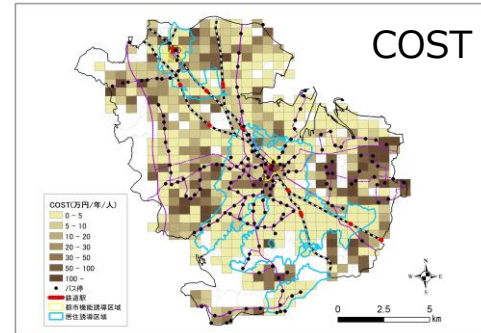 COST
COST(万円/年/人)
0 - 5
5 - 10
10 - 20
20 - 30
30 - 50
50 - 100
100 -
バス停
鉄道駅
都市機能誘導区域
居住誘導区域
N
W
E
S
0 2.5 5
km